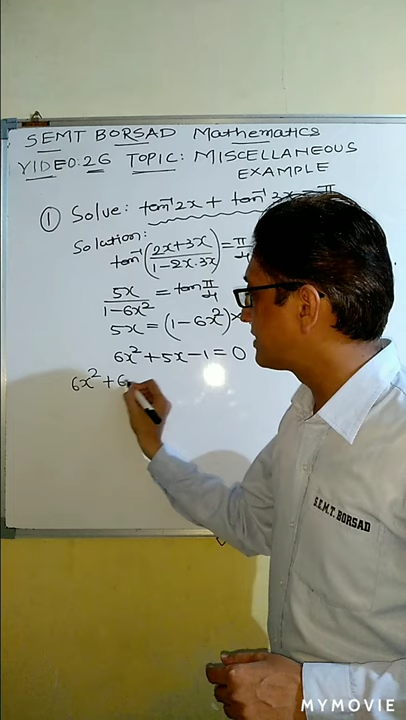 SEMT BORSAD Mathematics
VIDEO:26 TOPIC: MISCELLANEOUS
EXAMPLE
① Solve: tan⁻¹2x + tan⁻¹3x = π
Solution:
tan⁻¹(2x+3x/1-2x.3x) = π/4
5x/1-6x² = tan π/4
5x = (1-6x²)×
6x²+5x-1=0
6x²+6
S.E.M.T. BORSAD
MYMOVIE